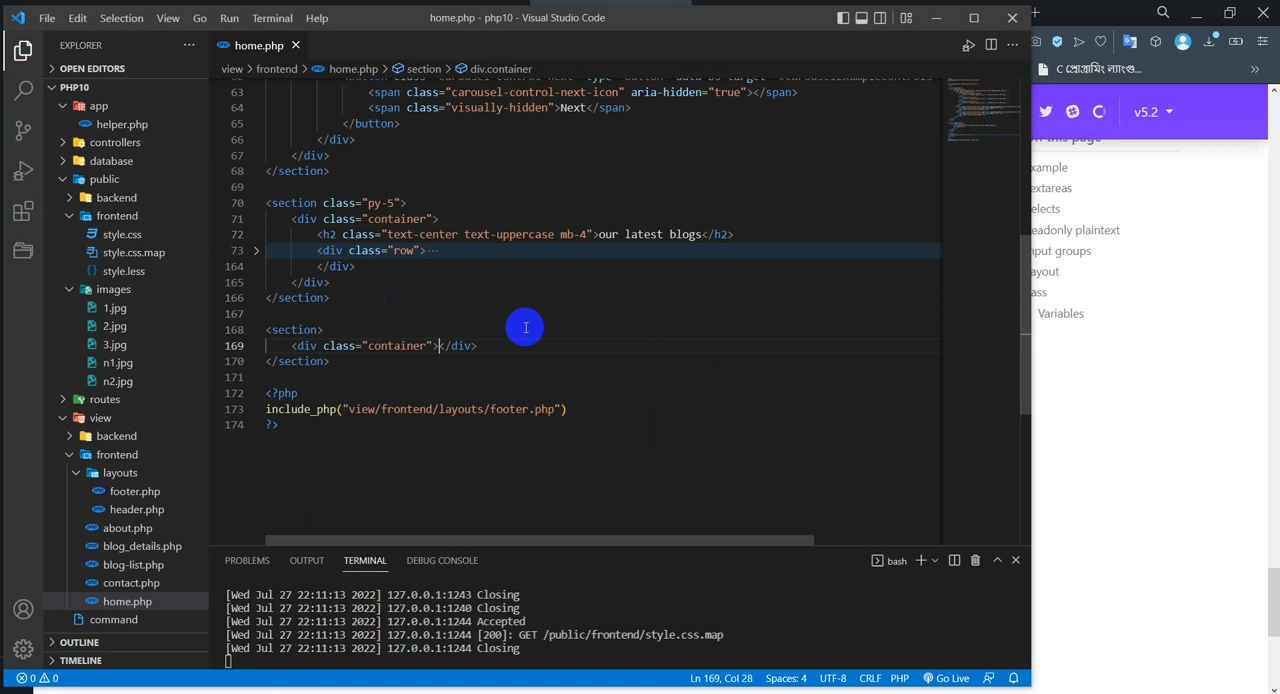 File Edit Selection View Go Run Terminal Help home.php - php10 - Visual Studio Code
EXPLORER
OPEN EDITORS
PHP10
app
helper.php
controllers
database
public
backend
frontend
style.css
style.css.map
style.less
images
1.jpg
2.jpg
3.jpg
n1.jpg
n2.jpg
routes
view
backend
frontend
layouts
footer.php
header.php
about.php
blog_details.php
blog-list.php
contact.php
home.php
command
OUTLINE
TIMELINE
home.php
view > frontend > home.php > section > div.container
63 <span class="carousel-control-next-icon" aria-hidden="true"></span>
64 <span class="visually-hidden">Next</span>
65 </button>
66 </div>
67 </div>
68 </section>
69
70 <section class="py-5">
71 <div class="container">
72 <h2 class="text-center text-uppercase mb-4">our latest blogs</h2>
73 <div class="row">
164 </div>
165 </div>
166 </section>
167
168 <section>
169 <div class="container"></div>
170 </section>
171
172 <?php
173 include_php("view/frontend/layouts/footer.php")
174 ?>
PROBLEMS OUTPUT TERMINAL DEBUG CONSOLE bash
[Wed Jul 27 22:11:13 2022] 127.0.0.1:1243 Closing
[Wed Jul 27 22:11:13 2022] 127.0.0.1:1240 Closing
[Wed Jul 27 22:11:13 2022] 127.0.0.1:1244 Accepted
[Wed Jul 27 22:11:13 2022] 127.0.0.1:1244 [200]: GET /public/frontend/style.css.map
[Wed Jul 27 22:11:13 2022] 127.0.0.1:1244 Closing
0 0 Ln 169, Col 28 Spaces: 4 UTF-8 CRLF PHP Go Live
C প্রোগ্রামিং ল্যাংগু...
v5.2
this page
xample
extareas
elects
eadonly plaintext
nput groups
ayout
ass
Variables